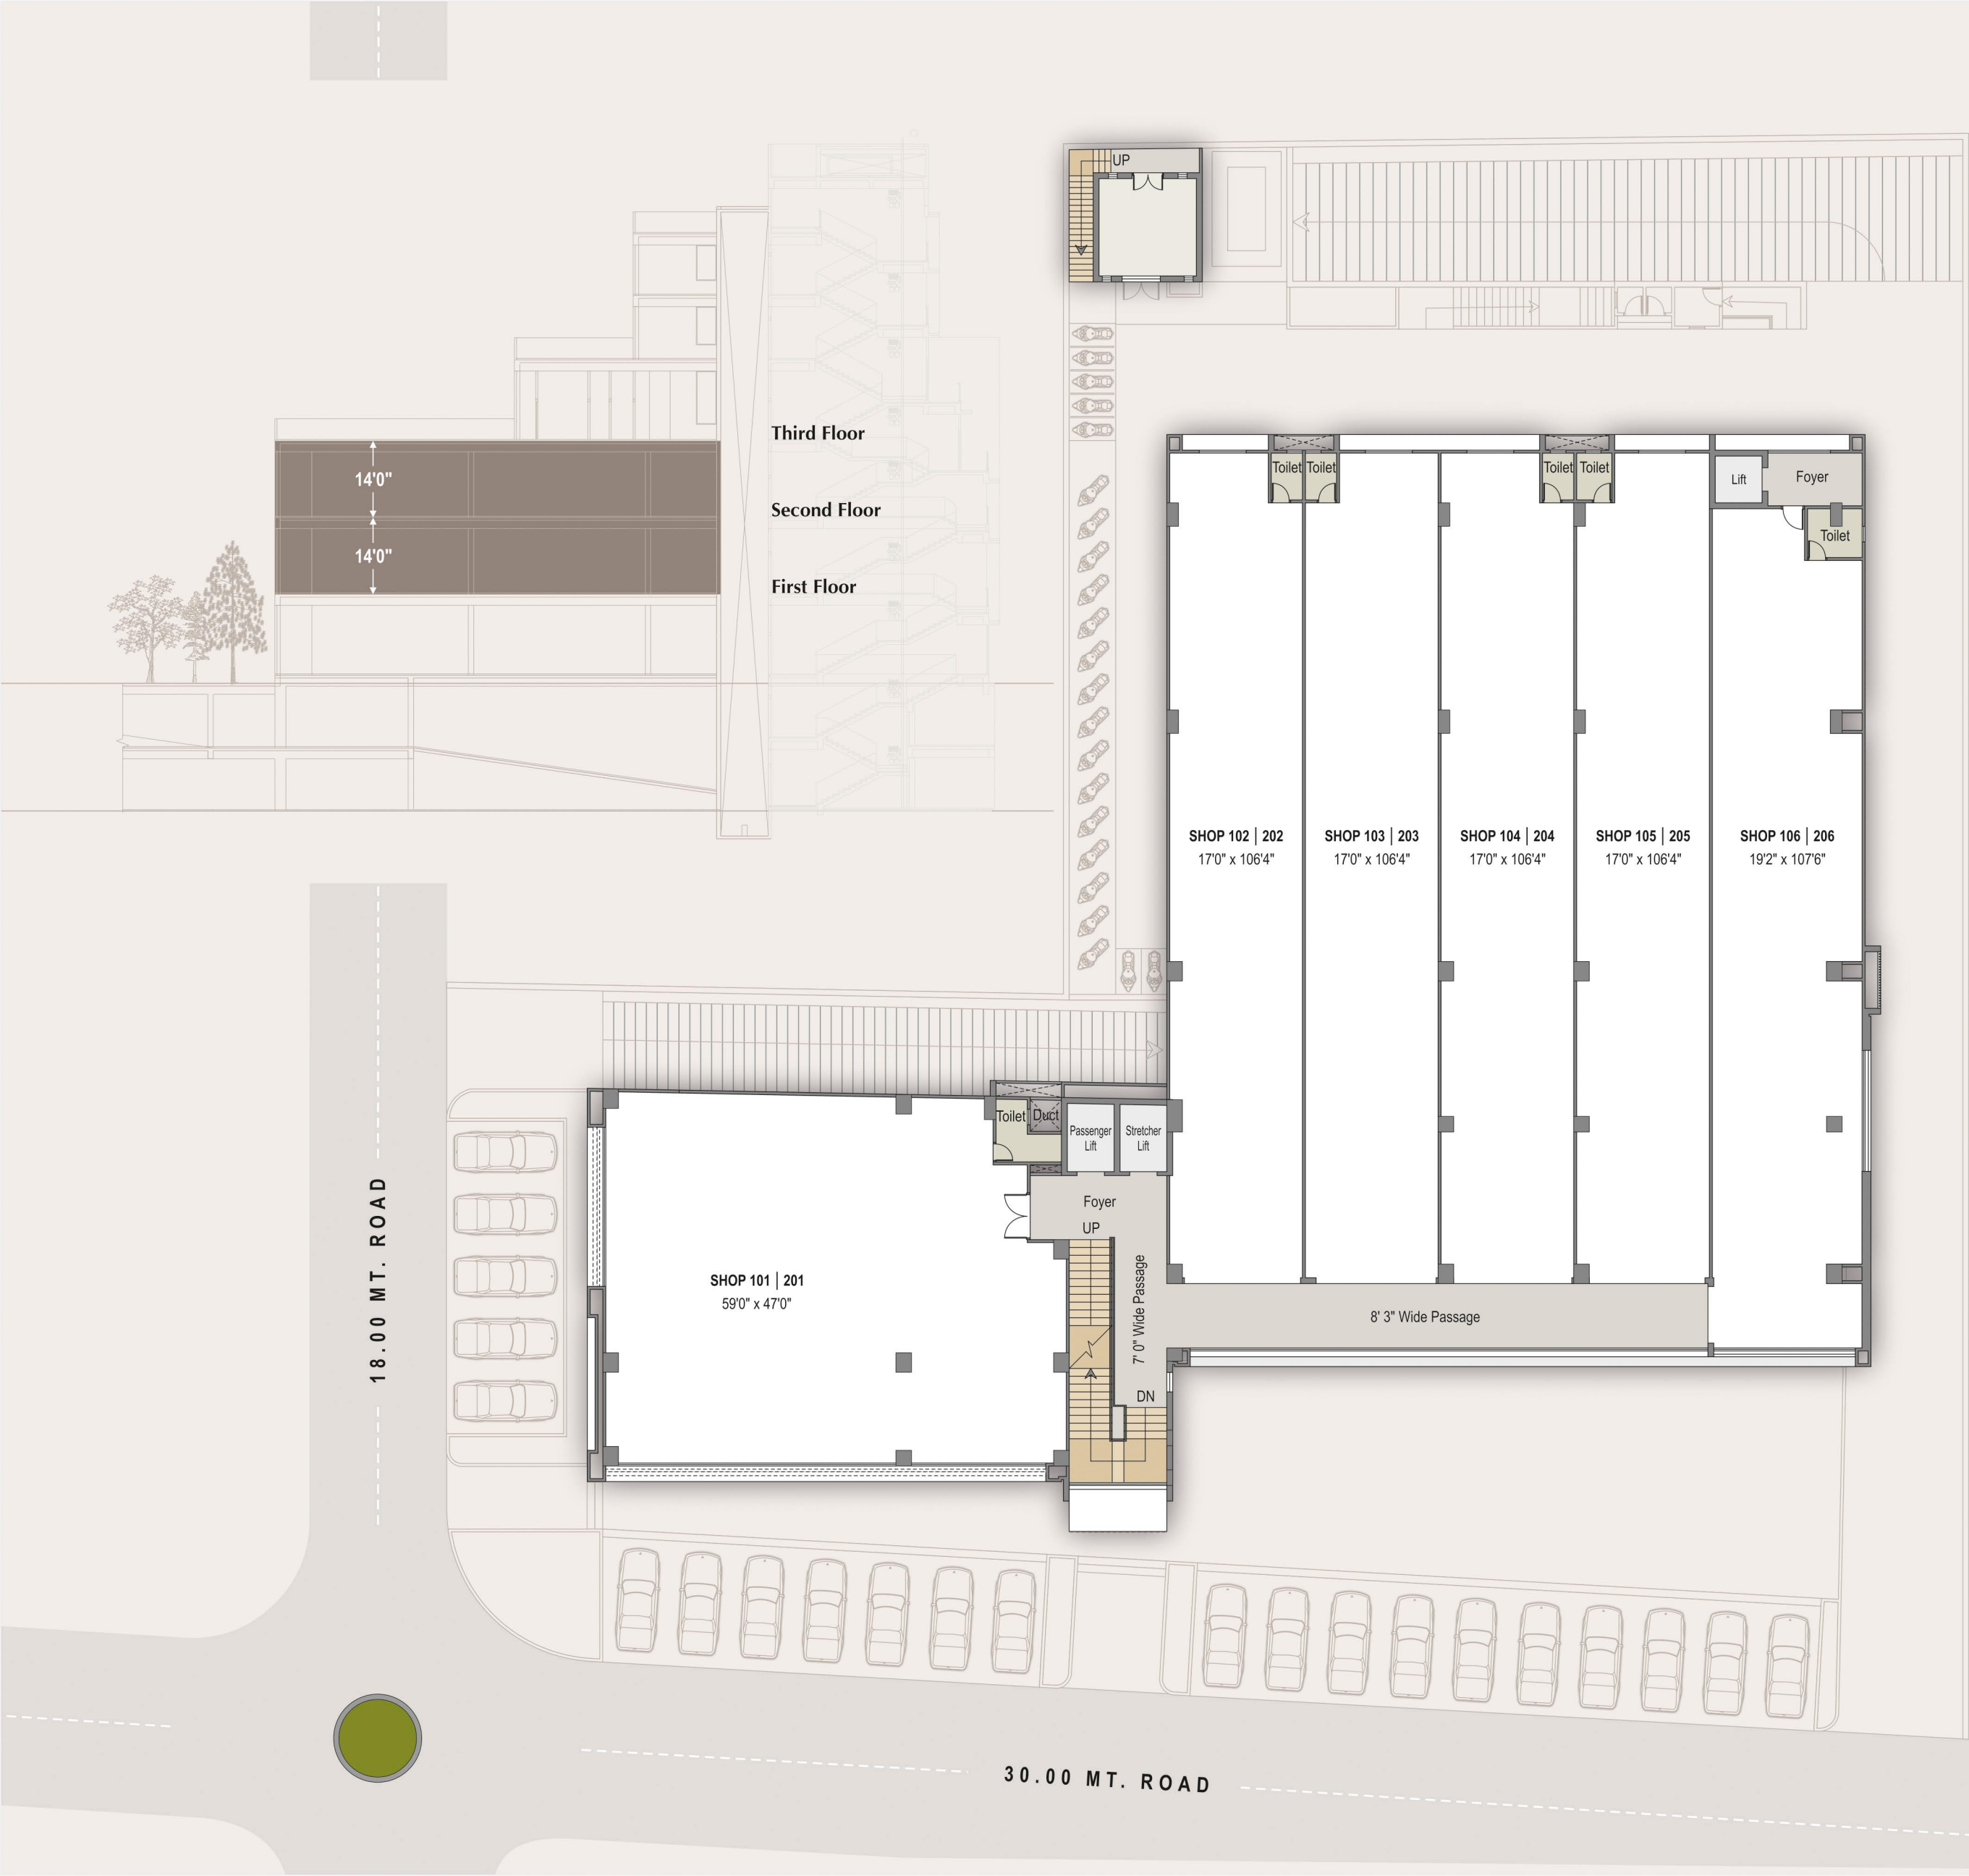 UP
Third Floor
14'0"
Second Floor
14'0"
First Floor
Toilet
Toilet
Toilet
Toilet
Lift
Foyer
Toilet
SHOP 102 | 202
17'0" x 106'4"
SHOP 103 | 203
17'0" x 106'4"
SHOP 104 | 204
17'0" x 106'4"
SHOP 105 | 205
17'0" x 106'4"
SHOP 106 | 206
19'2" x 107'6"
Toilet
Duct
Passenger
Lift
Stretcher
Lift
Foyer
UP
18.00 MT. ROAD
SHOP 101 | 201
59'0" x 47'0"
7' 0" Wide Passage
8' 3" Wide Passage
DN
30.00 MT. ROAD